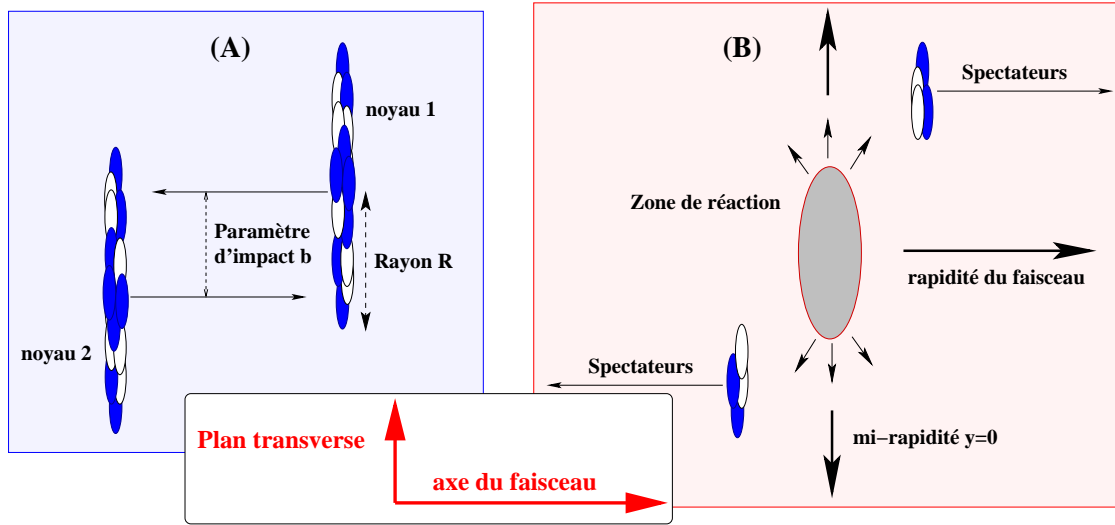 (A)
noyau 1
Paramètre
d'impact b
Rayon R
noyau 2
(B)
Spectateurs
Zone de réaction
rapidité du faisceau
Spectateurs
mi−rapidité y=0
Plan transverse
axe du faisceau